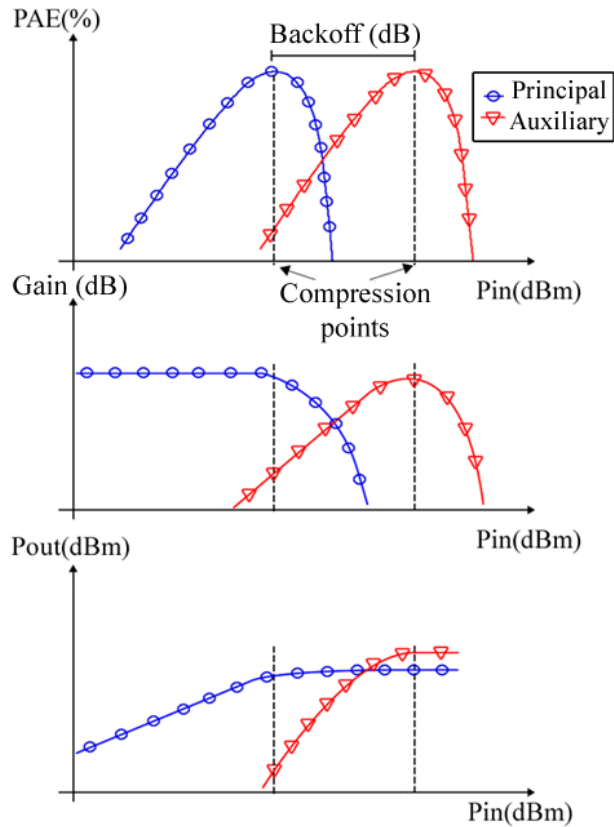 PAE(%)
Backoff (dB)
Principal
Auxiliary
Gain (dB)
Compression
points
Pin(dBm)
Pout(dBm)
Pin(dBm)
Pin(dBm)